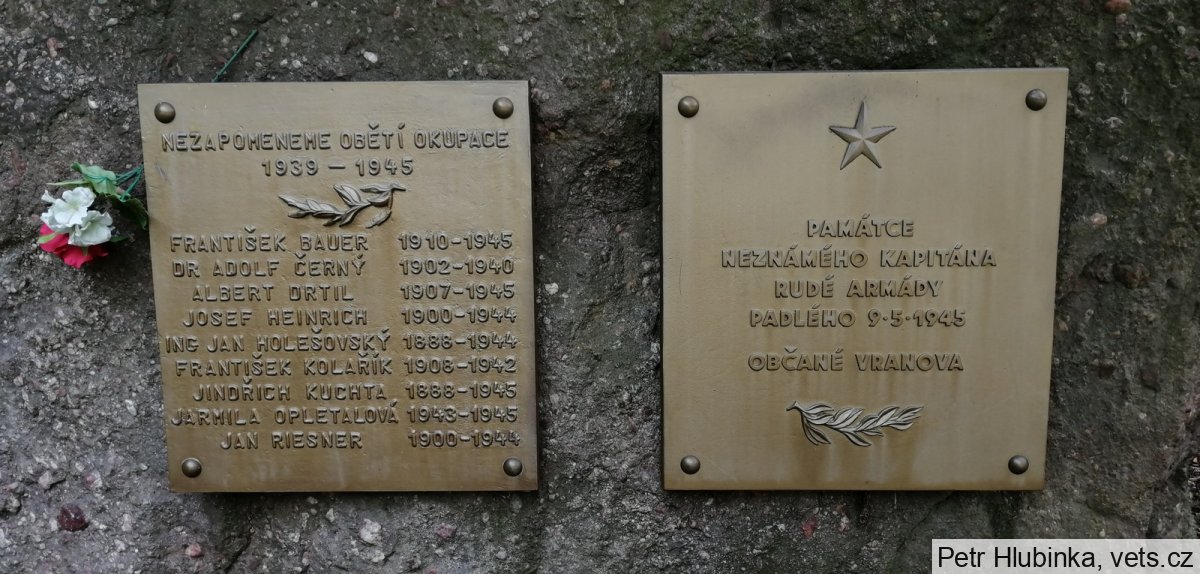 NEZAPOMENEME OBĚTÍ OKUPACE
1939 – 1945
FRANTIŠEK BAUER 1910-1945
DR ADOLF ČERNÝ 1902-1940
ALBERT DRTIL 1907-1945
JOSEF HEINRICH 1900-1944
ING JAN HOLEŠOVSKÝ 1888-1944
FRANTIŠEK KOLAŘÍK 1908-1942
JINDŘICH KUCHTA 1888-1945
JARMILA OPLETALOVÁ 1943-1945
JAN RIESNER 1900-1944
PAMÁTCE
NEZNÁMÉHO KAPITÁNA
RUDÉ ARMÁDY
PADLÉHO 9·5·1945
OBČANÉ VRANOVA
Petr Hlubinka, vets.cz